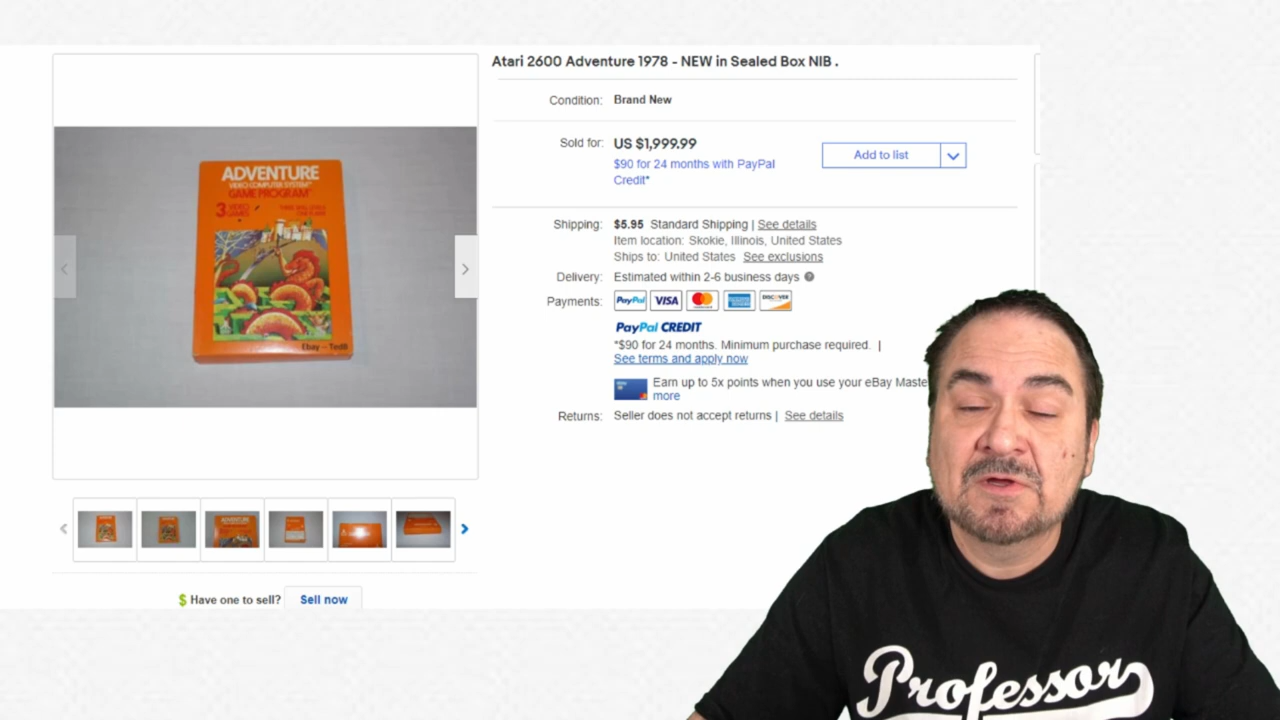 Atari 2600 Adventure 1978 - NEW in Sealed Box NIB .
Condition: Brand New
Sold for: US $1,999.99
$90 for 24 months with PayPal
Credit*
Add to list
Shipping: $5.95 Standard Shipping | See details
Item location: Skokie, Illinois, United States
Ships to: United States See exclusions
Delivery: Estimated within 2-6 business days
Payments: PayPal VISA DISCOVER
PayPal CREDIT
*$90 for 24 months. Minimum purchase required. |
See terms and apply now
Earn up to 5x points when you use your eBay Maste
more
Returns: Seller does not accept returns | See details
ADVENTURE
VIDEO COMPUTER SYSTEM™
GAME PROGRAM™
3 VIDEO
GAMES
Ebay - TedB
ADVENTURE
$ Have one to sell? Sell now
Professor